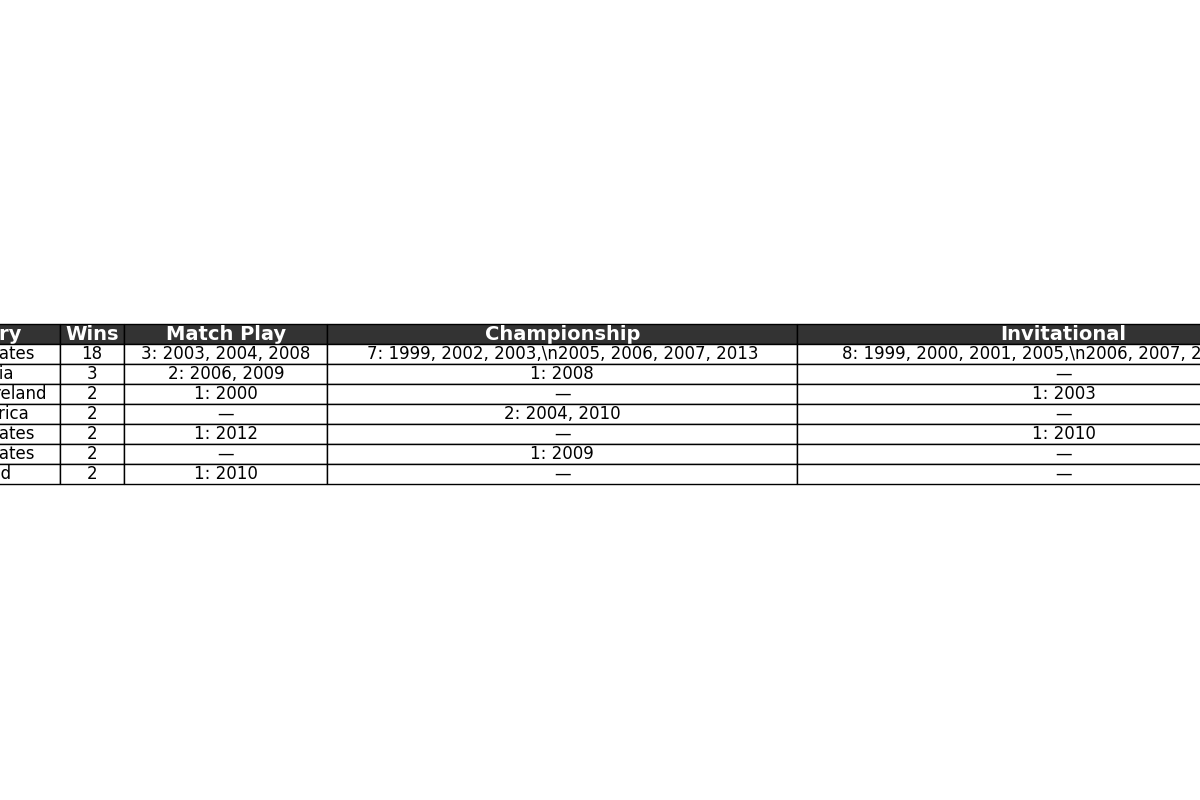 ry Wins Match Play Championship Invitational
ates 18 3: 2003, 2004, 2008 7: 1999, 2002, 2003,\n2005, 2006, 2007, 2013 8: 1999, 2000, 2001, 2005,\n2006, 2007, 2
ia 3 2: 2006, 2009 1: 2008 —
eland 2 1: 2000 — 1: 2003
rica 2 — 2: 2004, 2010 —
ates 2 1: 2012 — 1: 2010
ates 2 — 1: 2009 —
d 2 1: 2010 — —